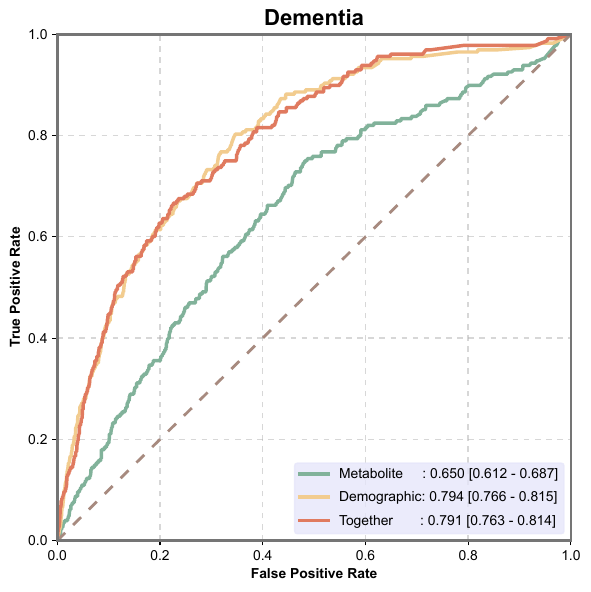 Dementia
1.0
0.8
0.6
0.4
0.2
0.0
True Positive Rate
Metabolite : 0.650 [0.612 - 0.687]
Demographic: 0.794 [0.766 - 0.815]
Together : 0.791 [0.763 - 0.814]
0.0 0.2 0.4 0.6 0.8 1.0
False Positive Rate